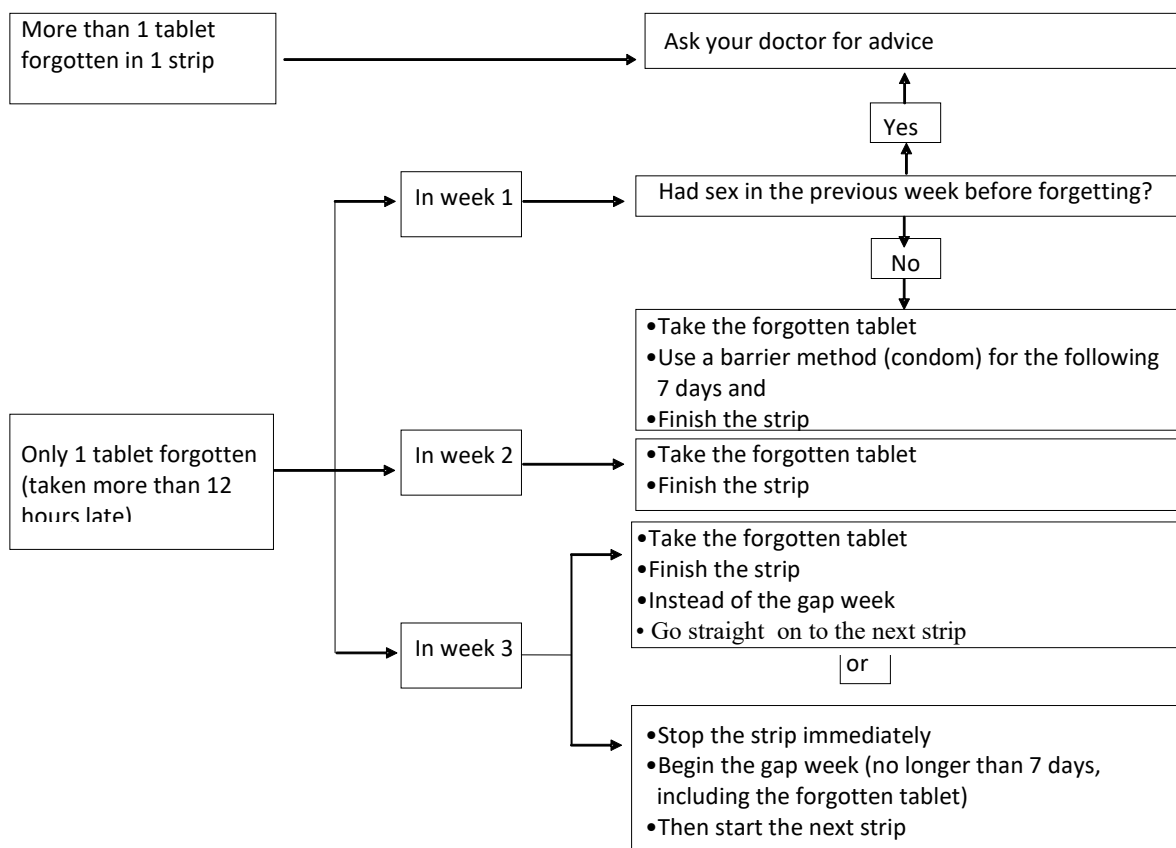 More than 1 tablet
forgotten in 1 strip
Ask your doctor for advice
Yes
In week 1
Had sex in the previous week before forgetting?
No
•Take the forgotten tablet
•Use a barrier method (condom) for the following
7 days and
•Finish the strip
Only 1 tablet forgotten
(taken more than 12
hours late)
In week 2
•Take the forgotten tablet
•Finish the strip
In week 3
•Take the forgotten tablet
•Finish the strip
•Instead of the gap week
• Go straight on to the next strip
or
•Stop the strip immediately
•Begin the gap week (no longer than 7 days,
including the forgotten tablet)
•Then start the next strip